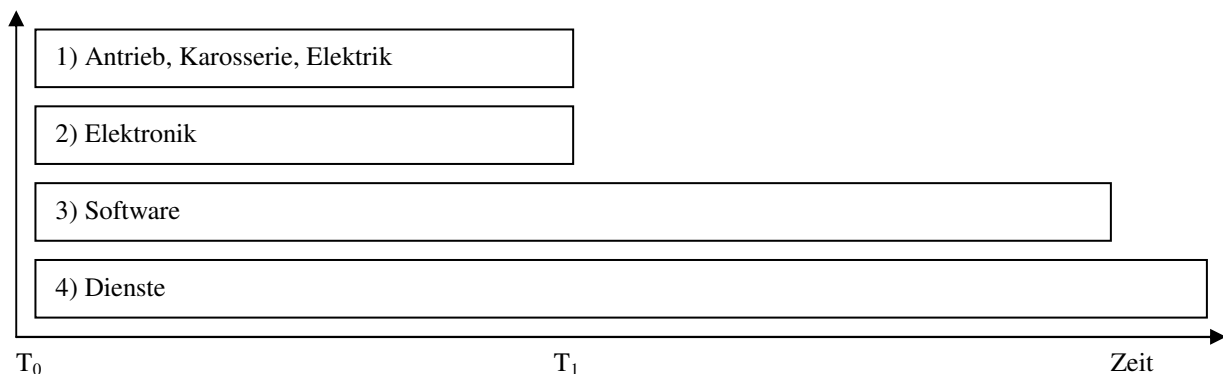 1) Antrieb, Karosserie, Elektrik
2) Elektronik
3) Software
4) Dienste
T₀ T₁ Zeit